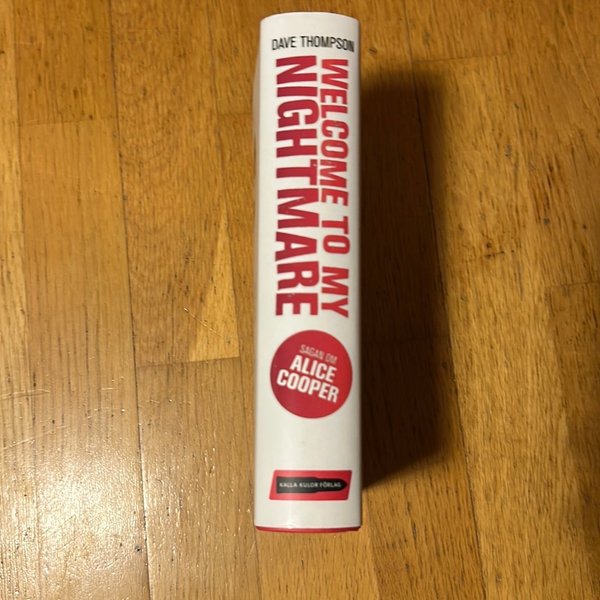 DAVE THOMPSON
WELCOME TO MY
NIGHTMARE
SAGAN OM
ALICE
COOPER
KALLA KULOR FÖRLAG